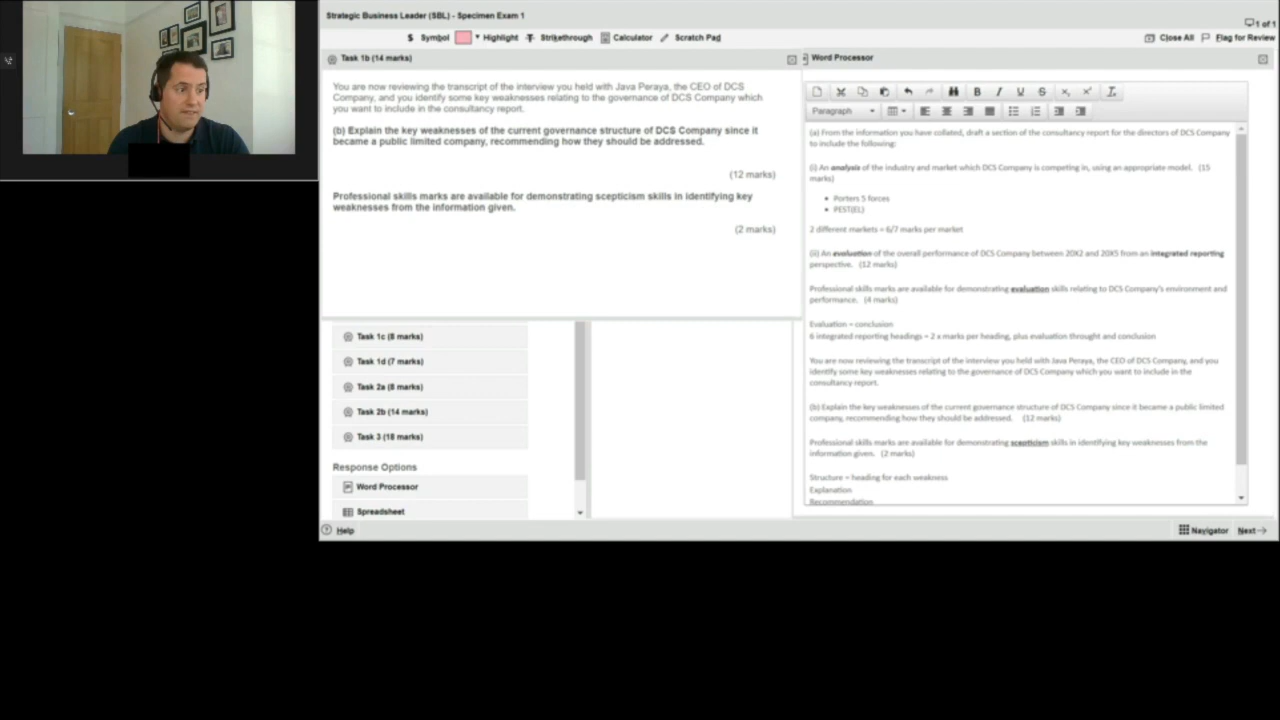 Strategic Business Leader (SBL) - Specimen Exam 1
1 of 1
$ Symbol Highlight T Strikethrough Calculator Scratch Pad
Close All Flag for Review
Task 1b (14 marks)
You are now reviewing the transcript of the interview you held with Java Peraya, the CEO of DCS
Company, and you identify some key weaknesses relating to the governance of DCS Company which
you want to include in the consultancy report.
(b) Explain the key weaknesses of the current governance structure of DCS Company since it
became a public limited company, recommending how they should be addressed.
(12 marks)
Professional skills marks are available for demonstrating scepticism skills in identifying key
weaknesses from the information given.
(2 marks)
Task 1c (8 marks)
Task 1d (7 marks)
Task 2a (8 marks)
Task 2b (14 marks)
Task 3 (18 marks)
Response Options
Word Processor
Spreadsheet
Word Processor
B I U S x x I
Paragraph
(a) From the information you have collated, draft a section of the consultancy report for the directors of DCS Company
to include the following:
(i) An analysis of the industry and market which DCS Company is competing in, using an appropriate model. (15
marks)
• Porters 5 forces
• PEST(EL)
2 different markets = 6/7 marks per market
(ii) An evaluation of the overall performance of DCS Company between 20X2 and 20X5 from an integrated reporting
perspective. (12 marks)
Professional skills marks are available for demonstrating evaluation skills relating to DCS Company's environment and
performance. (4 marks)
Evaluation = conclusion
6 integrated reporting headings = 2 x marks per heading, plus evaluation throught and conclusion
You are now reviewing the transcript of the interview you held with Java Peraya, the CEO of DCS Company, and you
identify some key weaknesses relating to the governance of DCS Company which you want to include in the
consultancy report.
(b) Explain the key weaknesses of the current governance structure of DCS Company since it became a public limited
company, recommending how they should be addressed. (12 marks)
Professional skills marks are available for demonstrating scepticism skills in identifying key weaknesses from the
information given. (2 marks)
Structure = heading for each weakness
Explanation
Recommendation
Help
Navigator Next